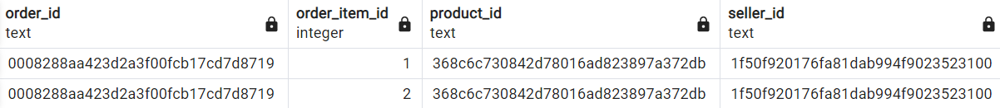 order_id order_item_id product_id seller_id
text integer text text
0008288aa423d2a3f00fcb17cd7d8719 1 368c6c730842d78016ad823897a372db 1f50f920176fa81dab994f9023523100
0008288aa423d2a3f00fcb17cd7d8719 2 368c6c730842d78016ad823897a372db 1f50f920176fa81dab994f9023523100